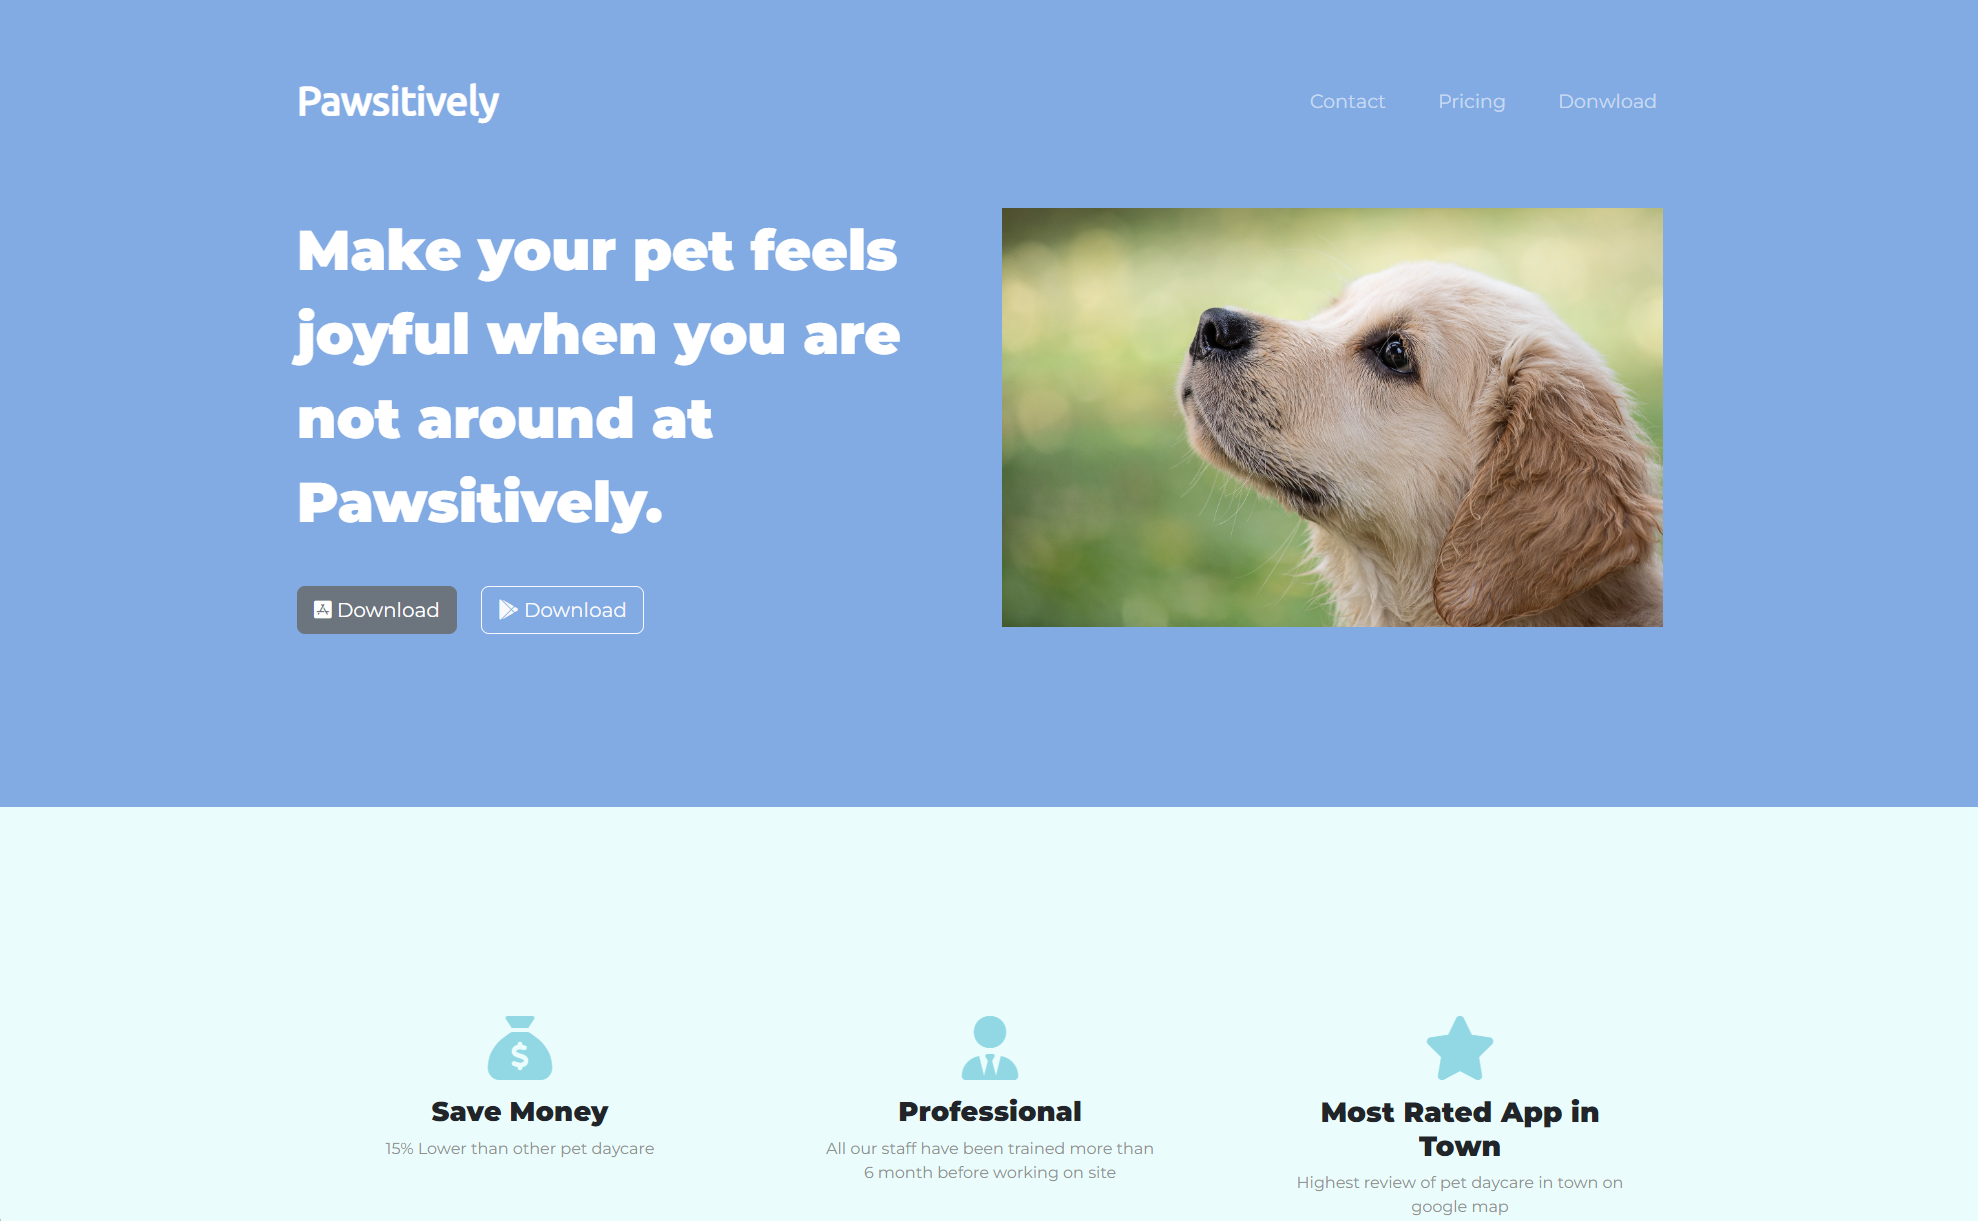 Pawsitively
Contact Pricing Donwload
Make your pet feels
joyful when you are
not around at
Pawsitively.
Download Download
Save Money
15% Lower than other pet daycare
Professional
All our staff have been trained more than
6 month before working on site
Most Rated App in
Town
Highest review of pet daycare in town on
google map